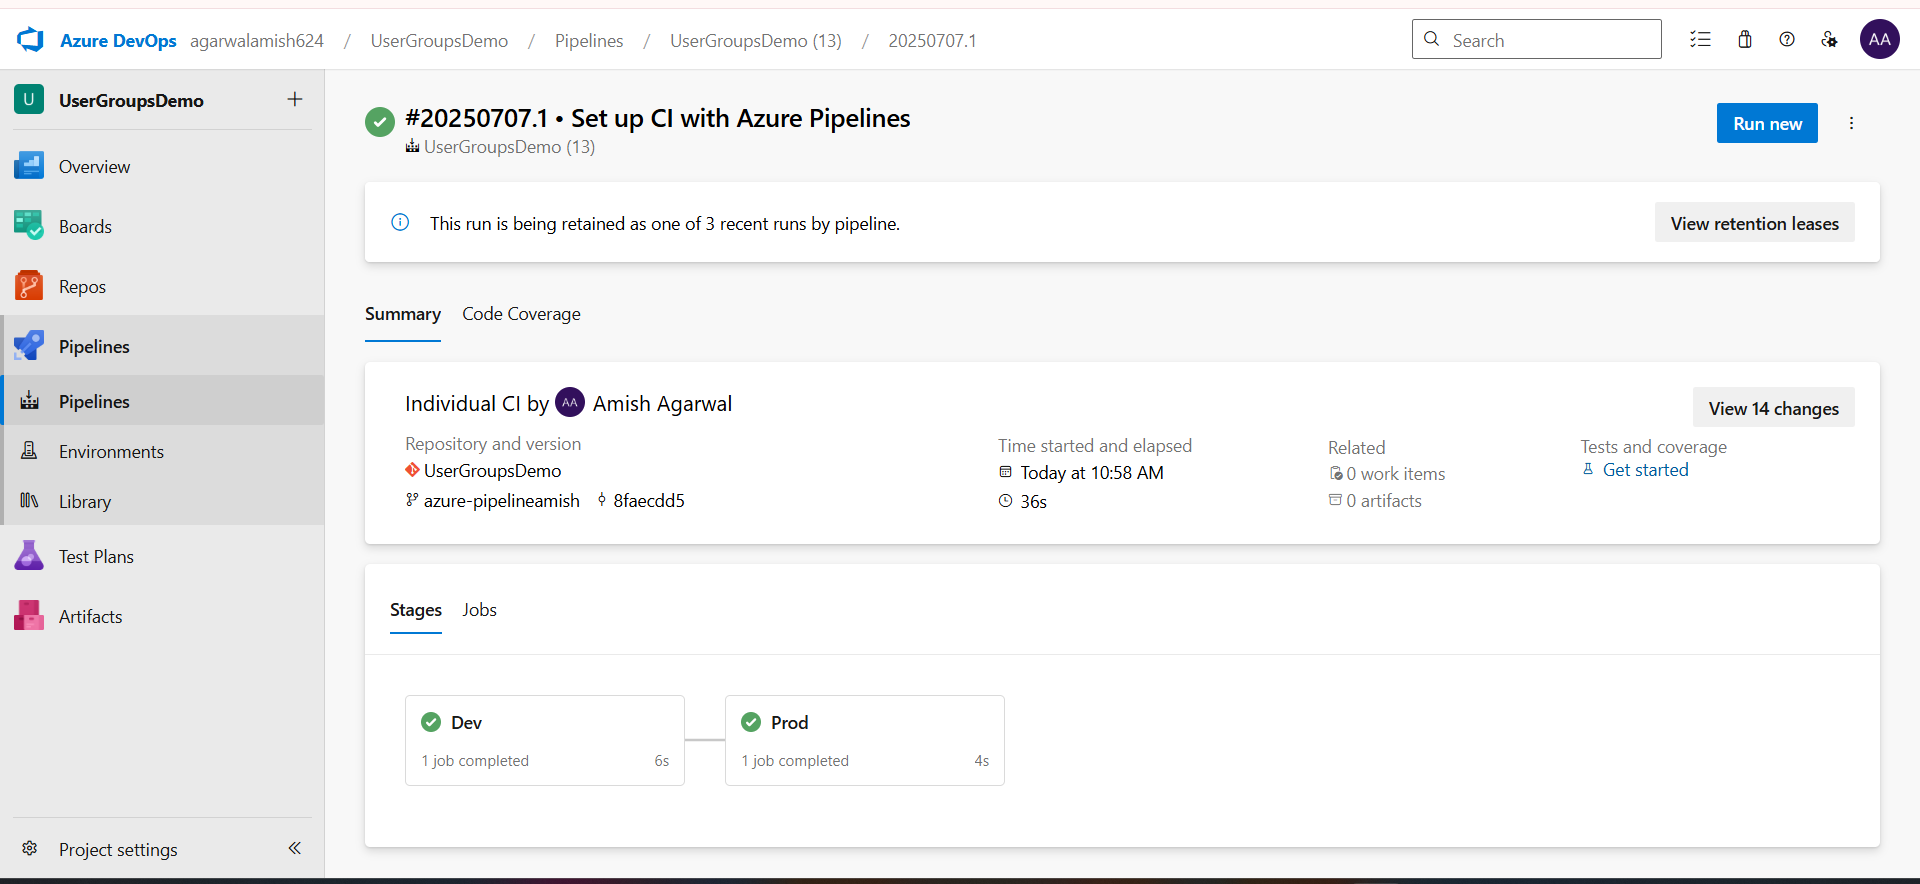 Azure DevOps agarwalamish624 / UserGroupsDemo / Pipelines / UserGroupsDemo (13) / 20250707.1
Search
AA
U UserGroupsDemo
Overview
Boards
Repos
Pipelines
Pipelines
Environments
Library
Test Plans
Artifacts
Project settings
#20250707.1 • Set up CI with Azure Pipelines
UserGroupsDemo (13)
Run new
This run is being retained as one of 3 recent runs by pipeline.
View retention leases
Summary Code Coverage
Individual CI by AA Amish Agarwal
View 14 changes
Repository and version
UserGroupsDemo
azure-pipelineamish 8faecdd5
Time started and elapsed
Today at 10:58 AM
36s
Related
0 work items
0 artifacts
Tests and coverage
Get started
Stages Jobs
Dev
1 job completed 6s
Prod
1 job completed 4s